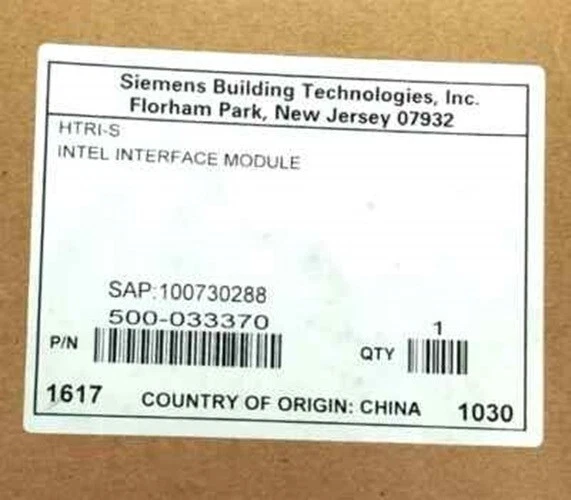 Siemens Building Technologies, Inc.
Florham Park, New Jersey 07932
HTRI-S
INTEL INTERFACE MODULE
SAP:100730288
500-033370
P/N
1
QTY
1617 COUNTRY OF ORIGIN: CHINA 1030